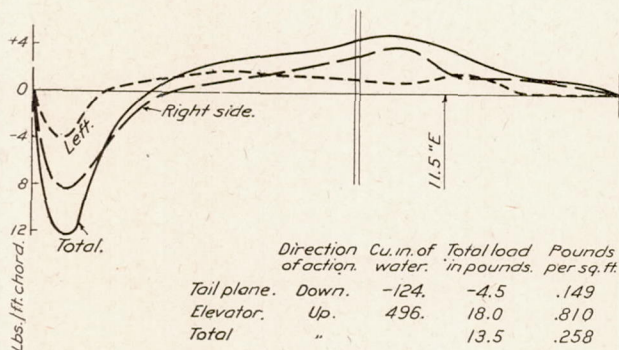 +4
0
-4
8
12
Lbs./ft. chord.
Left.
Right side.
Total.
11.5 "E
Direction of action. Cu. in. of water. Total load in pounds. Pounds per sq. ft.
Tail plane. Down. -124. -4.5 .149
Elevator. Up. 496. 18.0 .810
Total " 13.5 .258